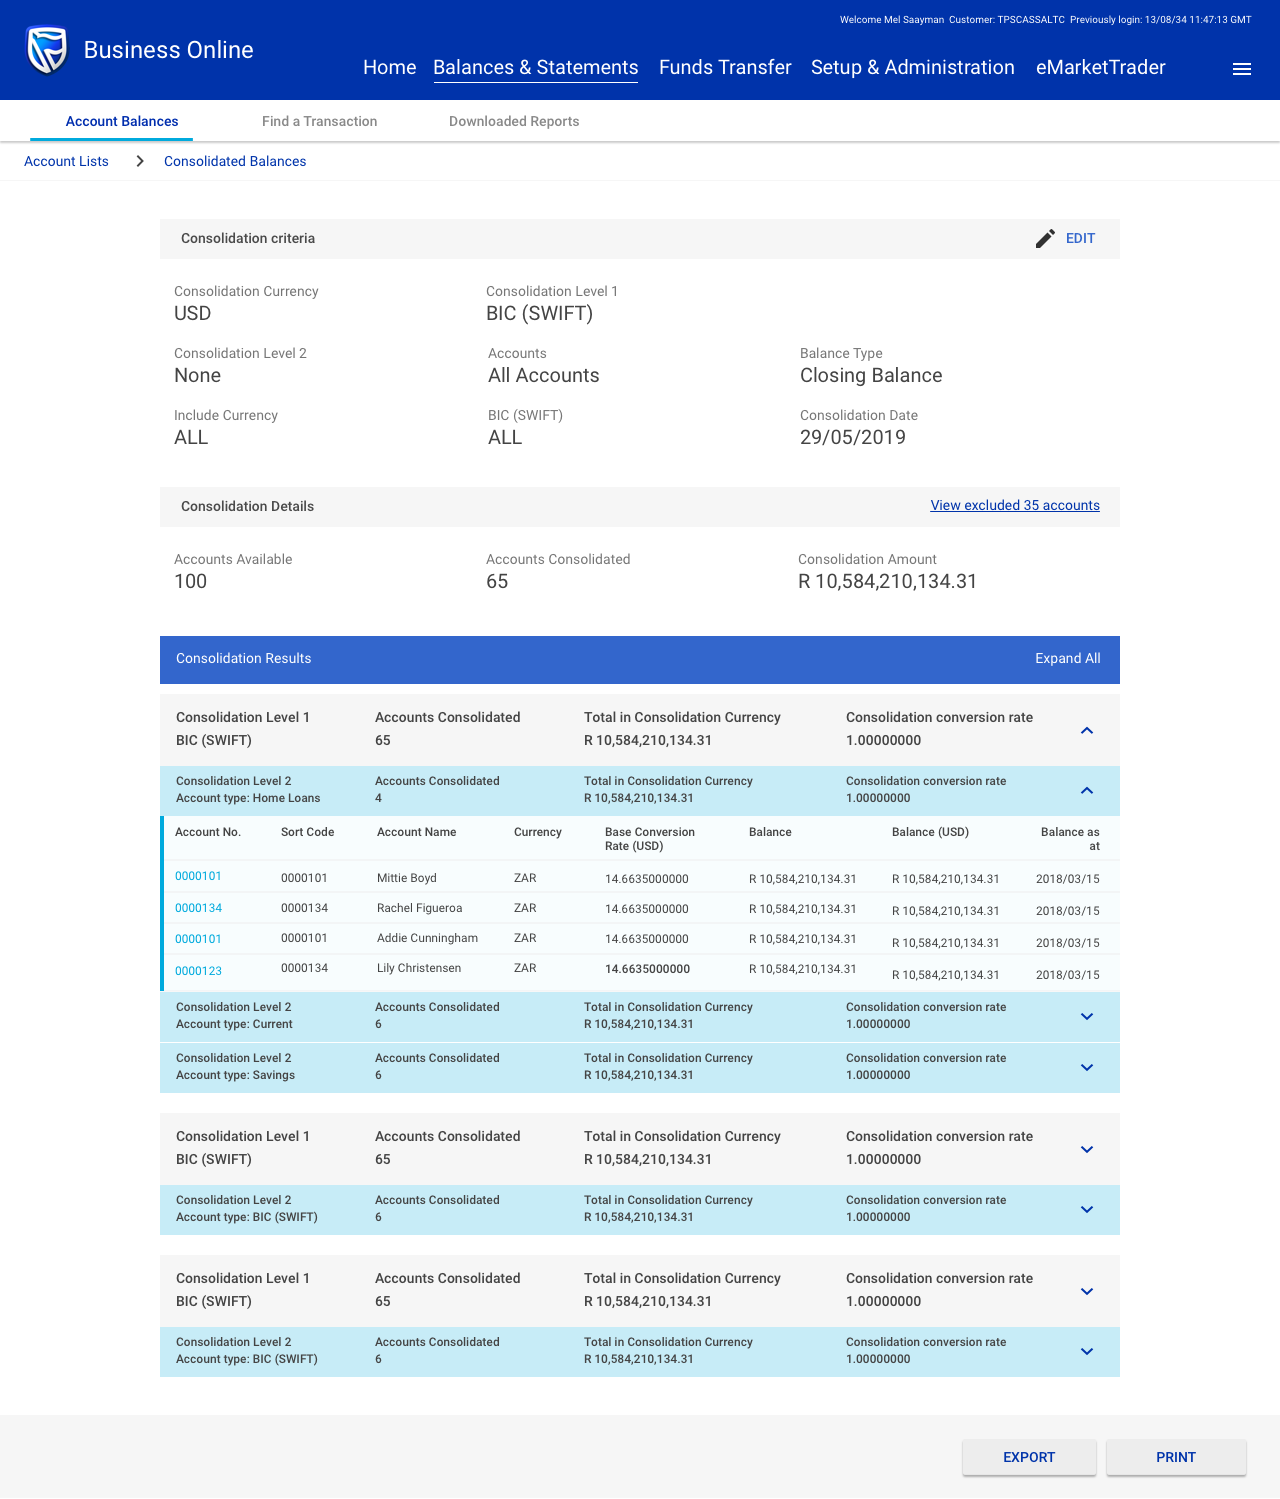 Welcome Mel Saayman  Customer: TPSCASSALTC  Previously login: 13/08/34 11:47:13 GMT
Business Online
Home  Balances & Statements  Funds Transfer  Setup & Administration  eMarketTrader
Account Balances  Find a Transaction  Downloaded Reports
Account Lists  Consolidated Balances
Consolidation criteria  EDIT
Consolidation Currency  Consolidation Level 1
USD  BIC (SWIFT)
Consolidation Level 2  Accounts  Balance Type
None  All Accounts  Closing Balance
Include Currency  BIC (SWIFT)  Consolidation Date
ALL  ALL  29/05/2019
Consolidation Details  View excluded 35 accounts
Accounts Available  Accounts Consolidated  Consolidation Amount
100  65  R 10,584,210,134.31
Consolidation Results  Expand All
Consolidation Level 1  Accounts Consolidated  Total in Consolidation Currency  Consolidation conversion rate
BIC (SWIFT)  65  R 10,584,210,134.31  1.00000000
Consolidation Level 2  Accounts Consolidated  Total in Consolidation Currency  Consolidation conversion rate
Account type: Home Loans  4  R 10,584,210,134.31  1.00000000
Account No.  Sort Code  Account Name  Currency  Base Conversion  Balance  Balance (USD)  Balance as
Rate (USD)  at
0000101  0000101  Mittie Boyd  ZAR  14.6635000000  R 10,584,210,134.31  R 10,584,210,134.31  2018/03/15
0000134  0000134  Rachel Figueroa  ZAR  14.6635000000  R 10,584,210,134.31  R 10,584,210,134.31  2018/03/15
0000101  0000101  Addie Cunningham  ZAR  14.6635000000  R 10,584,210,134.31  R 10,584,210,134.31  2018/03/15
0000123  0000134  Lily Christensen  ZAR  14.6635000000  R 10,584,210,134.31  R 10,584,210,134.31  2018/03/15
Consolidation Level 2  Accounts Consolidated  Total in Consolidation Currency  Consolidation conversion rate
Account type: Current  6  R 10,584,210,134.31  1.00000000
Consolidation Level 2  Accounts Consolidated  Total in Consolidation Currency  Consolidation conversion rate
Account type: Savings  6  R 10,584,210,134.31  1.00000000
Consolidation Level 1  Accounts Consolidated  Total in Consolidation Currency  Consolidation conversion rate
BIC (SWIFT)  65  R 10,584,210,134.31  1.00000000
Consolidation Level 2  Accounts Consolidated  Total in Consolidation Currency  Consolidation conversion rate
Account type: BIC (SWIFT)  6  R 10,584,210,134.31  1.00000000
Consolidation Level 1  Accounts Consolidated  Total in Consolidation Currency  Consolidation conversion rate
BIC (SWIFT)  65  R 10,584,210,134.31  1.00000000
Consolidation Level 2  Accounts Consolidated  Total in Consolidation Currency  Consolidation conversion rate
Account type: BIC (SWIFT)  6  R 10,584,210,134.31  1.00000000
EXPORT  PRINT